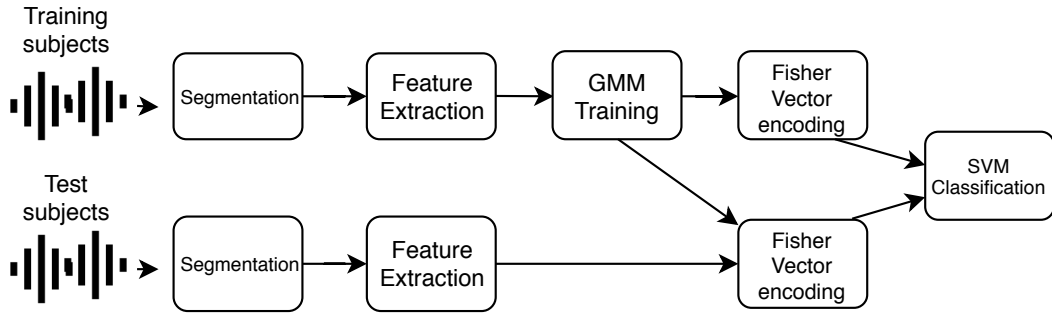 Training
subjects
Segmentation
Feature
Extraction
GMM
Training
Fisher
Vector
encoding
SVM
Classification
Test
subjects
Segmentation
Feature
Extraction
Fisher
Vector
encoding